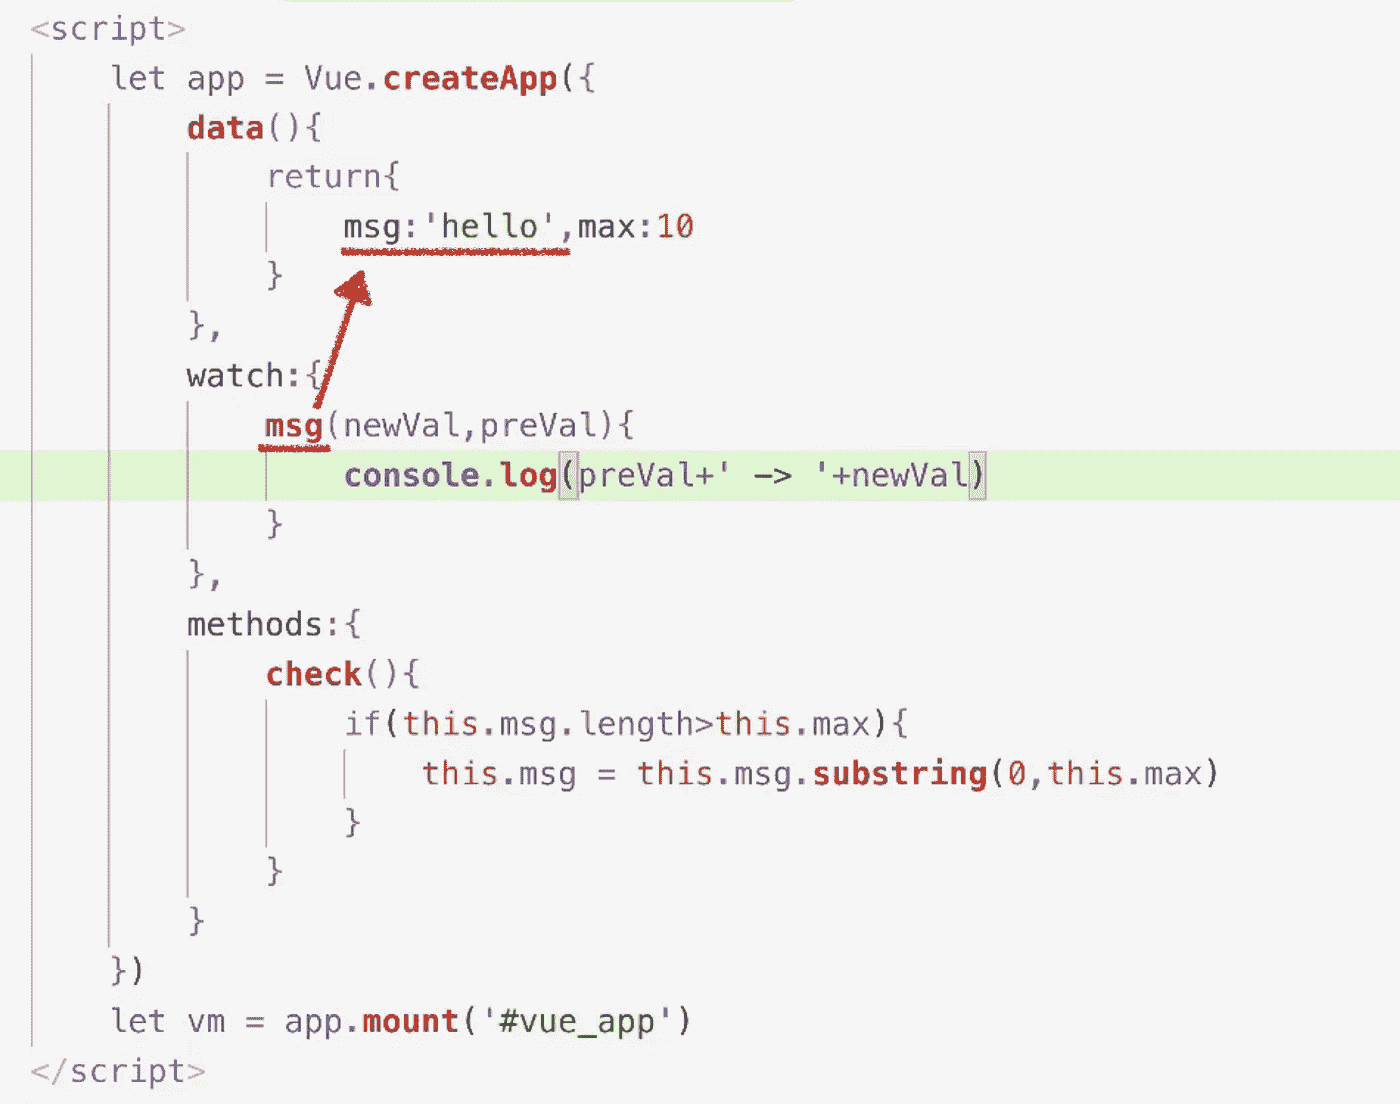 <script>
let app = Vue.createApp({
data(){
return{
msg:'hello',max:10
}
},
watch:{
msg(newVal,preVal){
console.log(preVal+' -> '+newVal)
}
},
methods:{
check(){
if(this.msg.length>this.max){
this.msg = this.msg.substring(0,this.max)
}
}
}
})
let vm = app.mount('#vue_app')
</script>